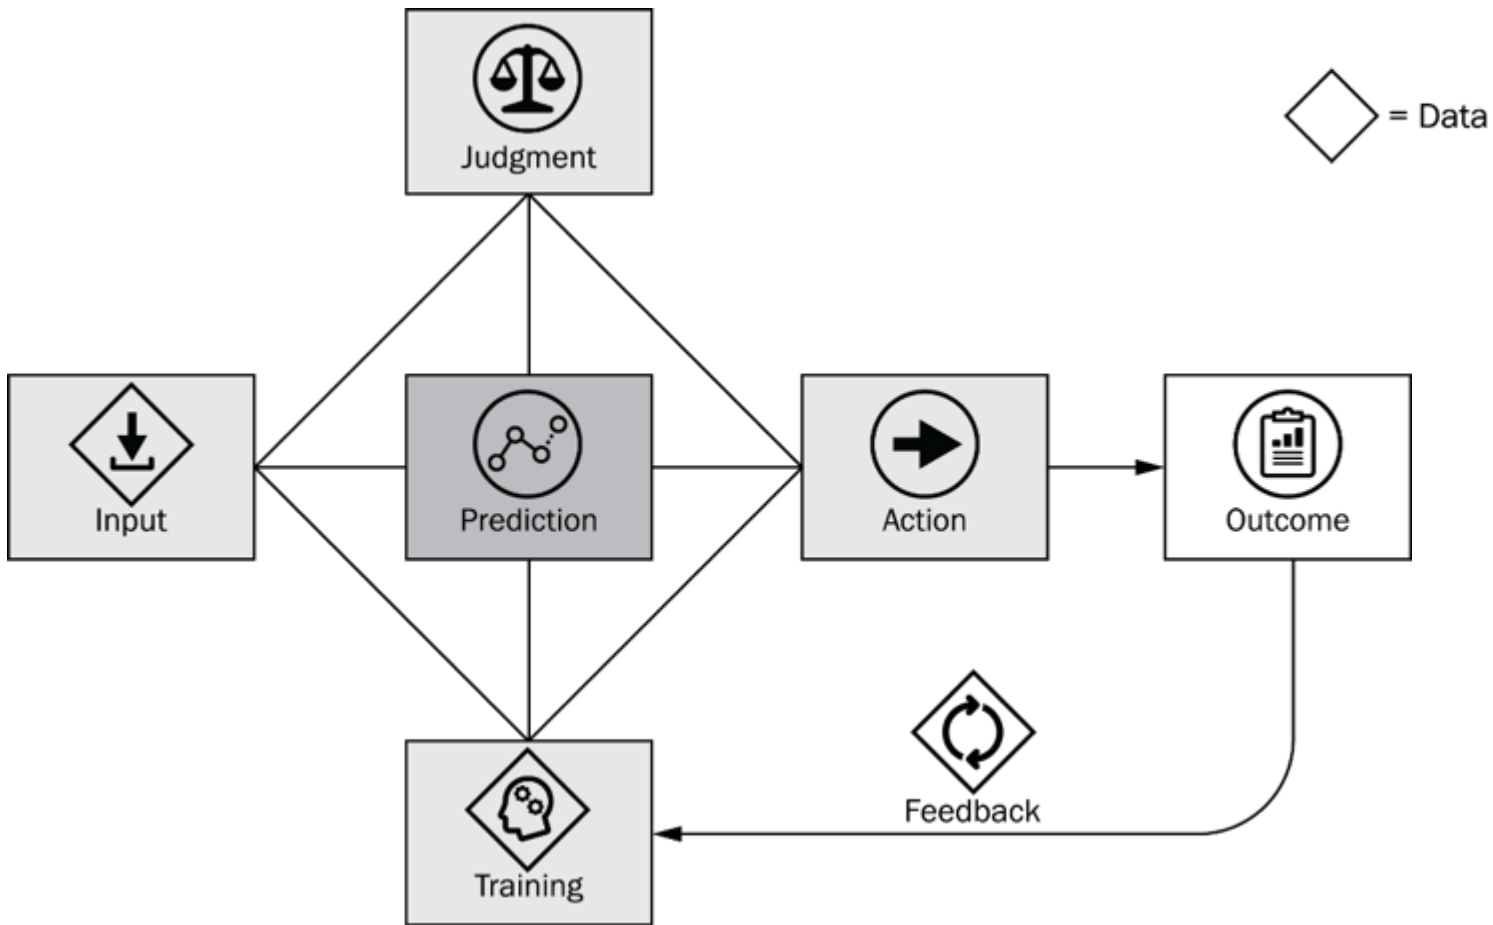 Judgment
= Data
Input
Prediction
Action
Outcome
Feedback
Training